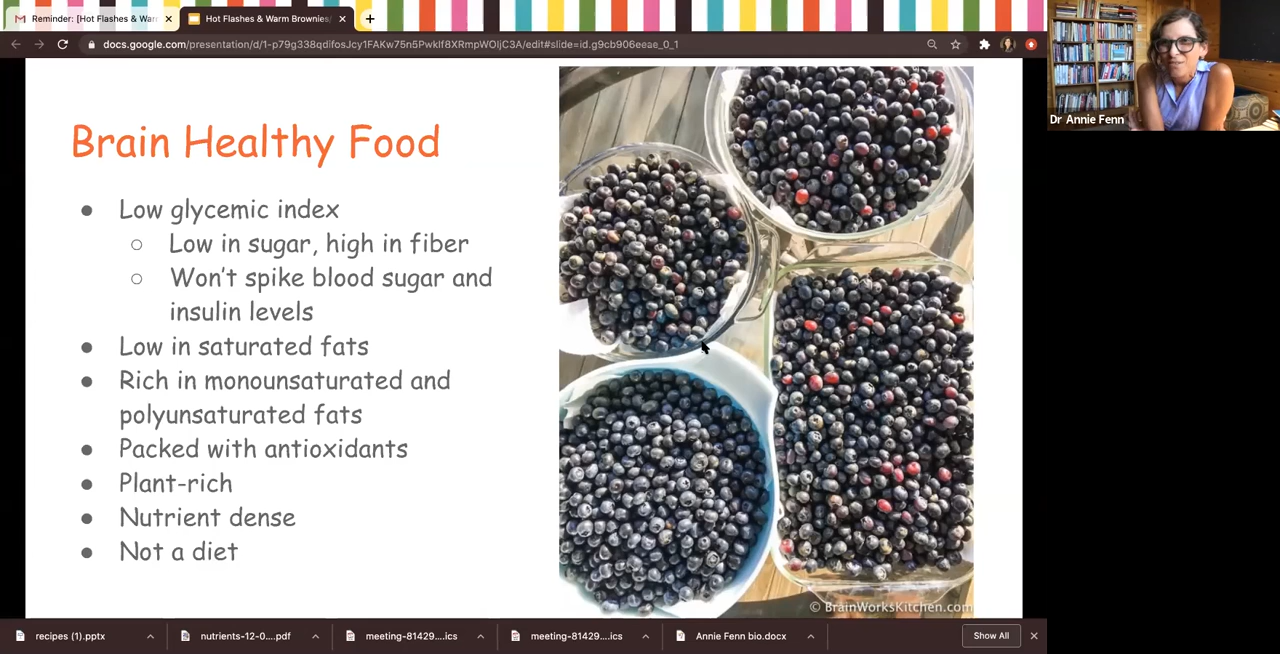 Reminder: [Hot Flashes & War
Hot Flashes & Warm Brownies
docs.google.com/presentation/d/1-p79g338qdifosJcy1FAKw75n5PwkIf8XRmpWOIjC3A/edit#slide=id.g9cb906eeae_0_1
Dr Annie Fenn
Brain Healthy Food
● Low glycemic index
○ Low in sugar, high in fiber
○ Won't spike blood sugar and
insulin levels
● Low in saturated fats
● Rich in monounsaturated and
polyunsaturated fats
● Packed with antioxidants
● Plant-rich
● Nutrient dense
● Not a diet
© BrainWorksKitchen.com
recipes (1).pptx
nutrients-12-0....pdf
meeting-81429....ics
meeting-81429....ics
Annie Fenn bio.docx
Show All